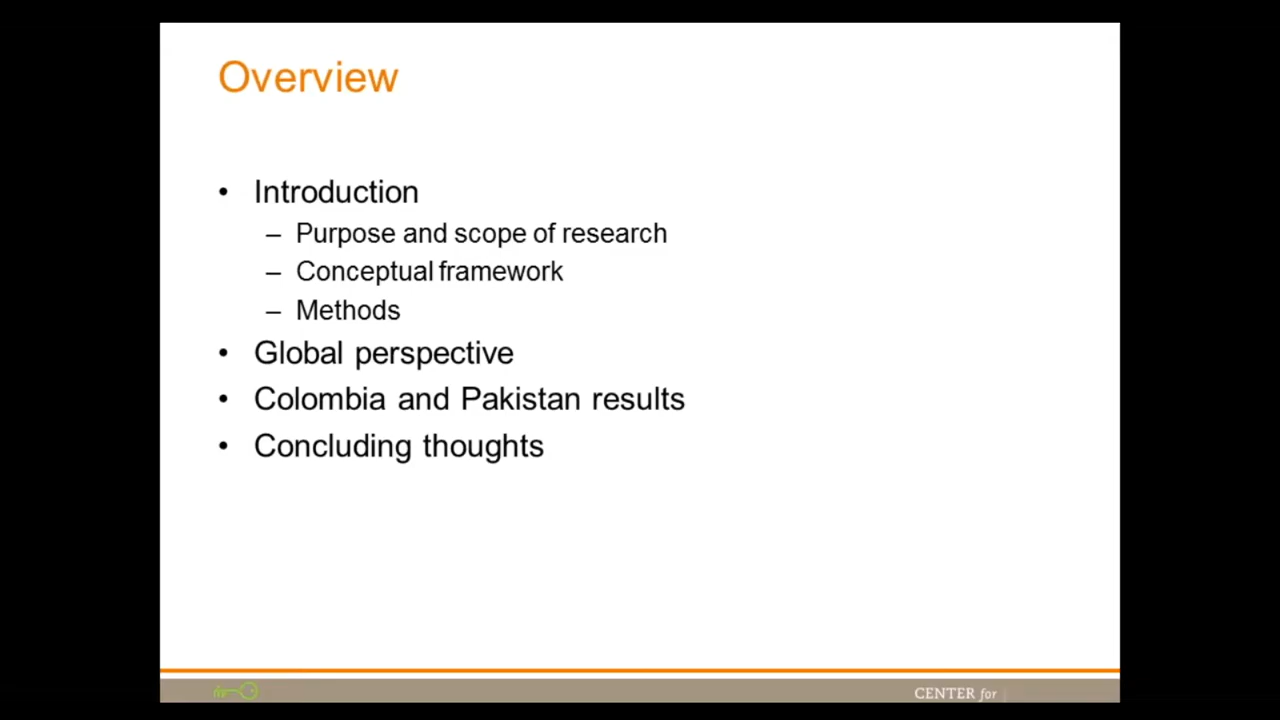 Overview
• Introduction
– Purpose and scope of research
– Conceptual framework
– Methods
• Global perspective
• Colombia and Pakistan results
• Concluding thoughts
CENTER for